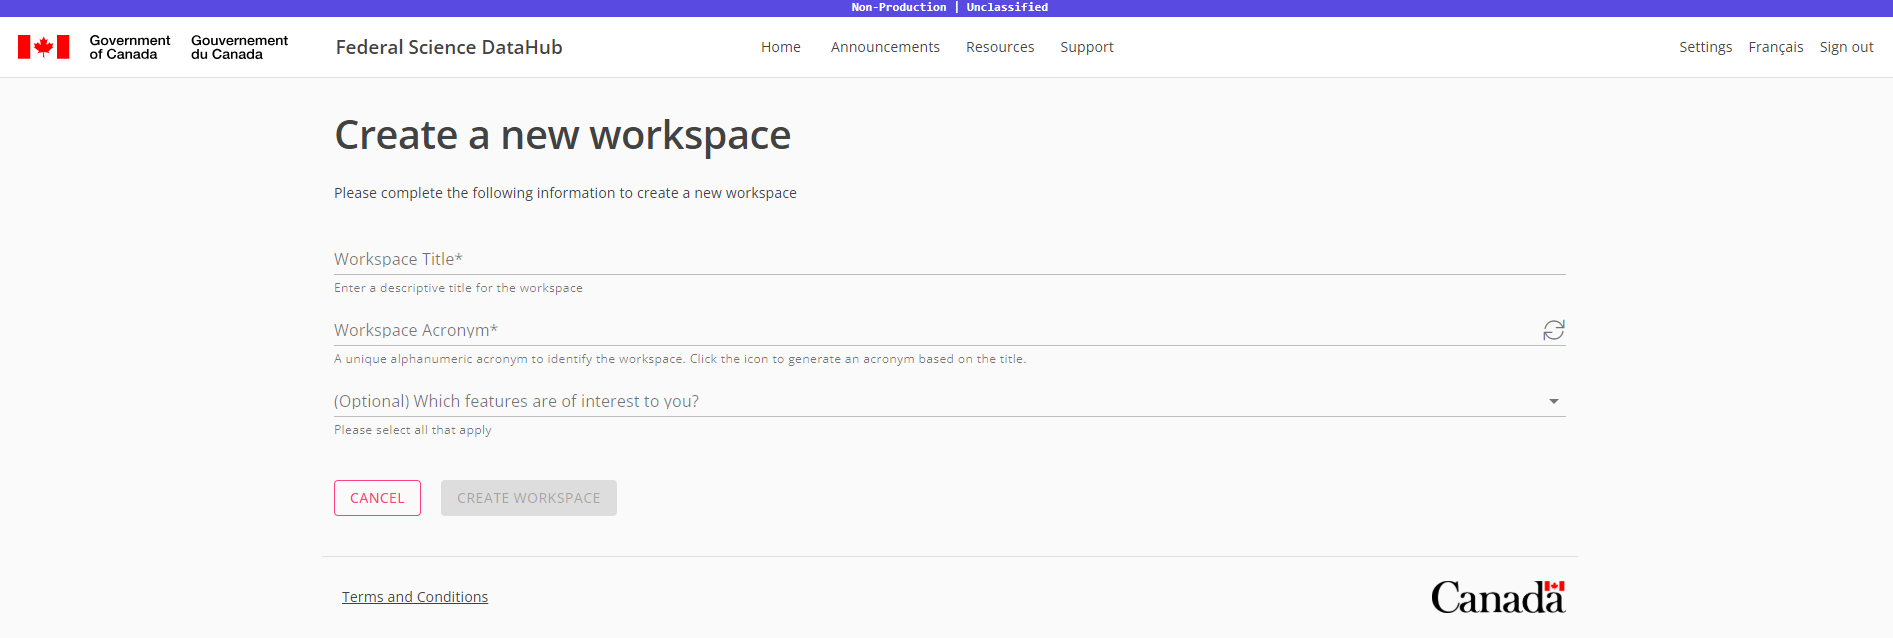 Non-Production | Unclassified
Government of Canada
Gouvernement du Canada
Federal Science DataHub
Home
Announcements
Resources
Support
Settings
Français
Sign out
Create a new workspace
Please complete the following information to create a new workspace
Workspace Title*
Enter a descriptive title for the workspace
Workspace Acronym*
A unique alphanumeric acronym to identify the workspace. Click the icon to generate an acronym based on the title.
(Optional) Which features are of interest to you?
Please select all that apply
CANCEL
CREATE WORKSPACE
Terms and Conditions
Canada